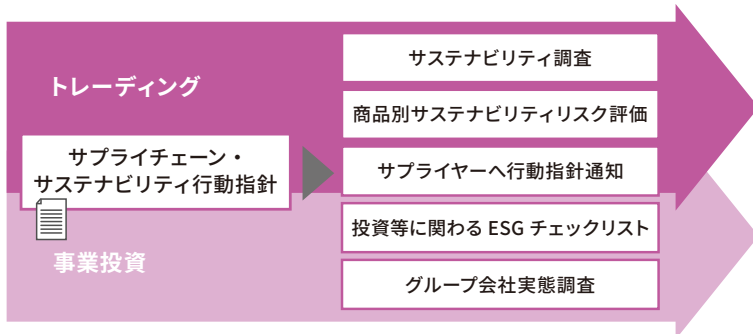 トレーディング
サプライチェーン・
サステナビリティ行動指針
事業投資
サステナビリティ調査
商品別サステナビリティリスク評価
サプライヤーへ行動指針通知
投資等に関わる ESG チェックリスト
グループ会社実態調査